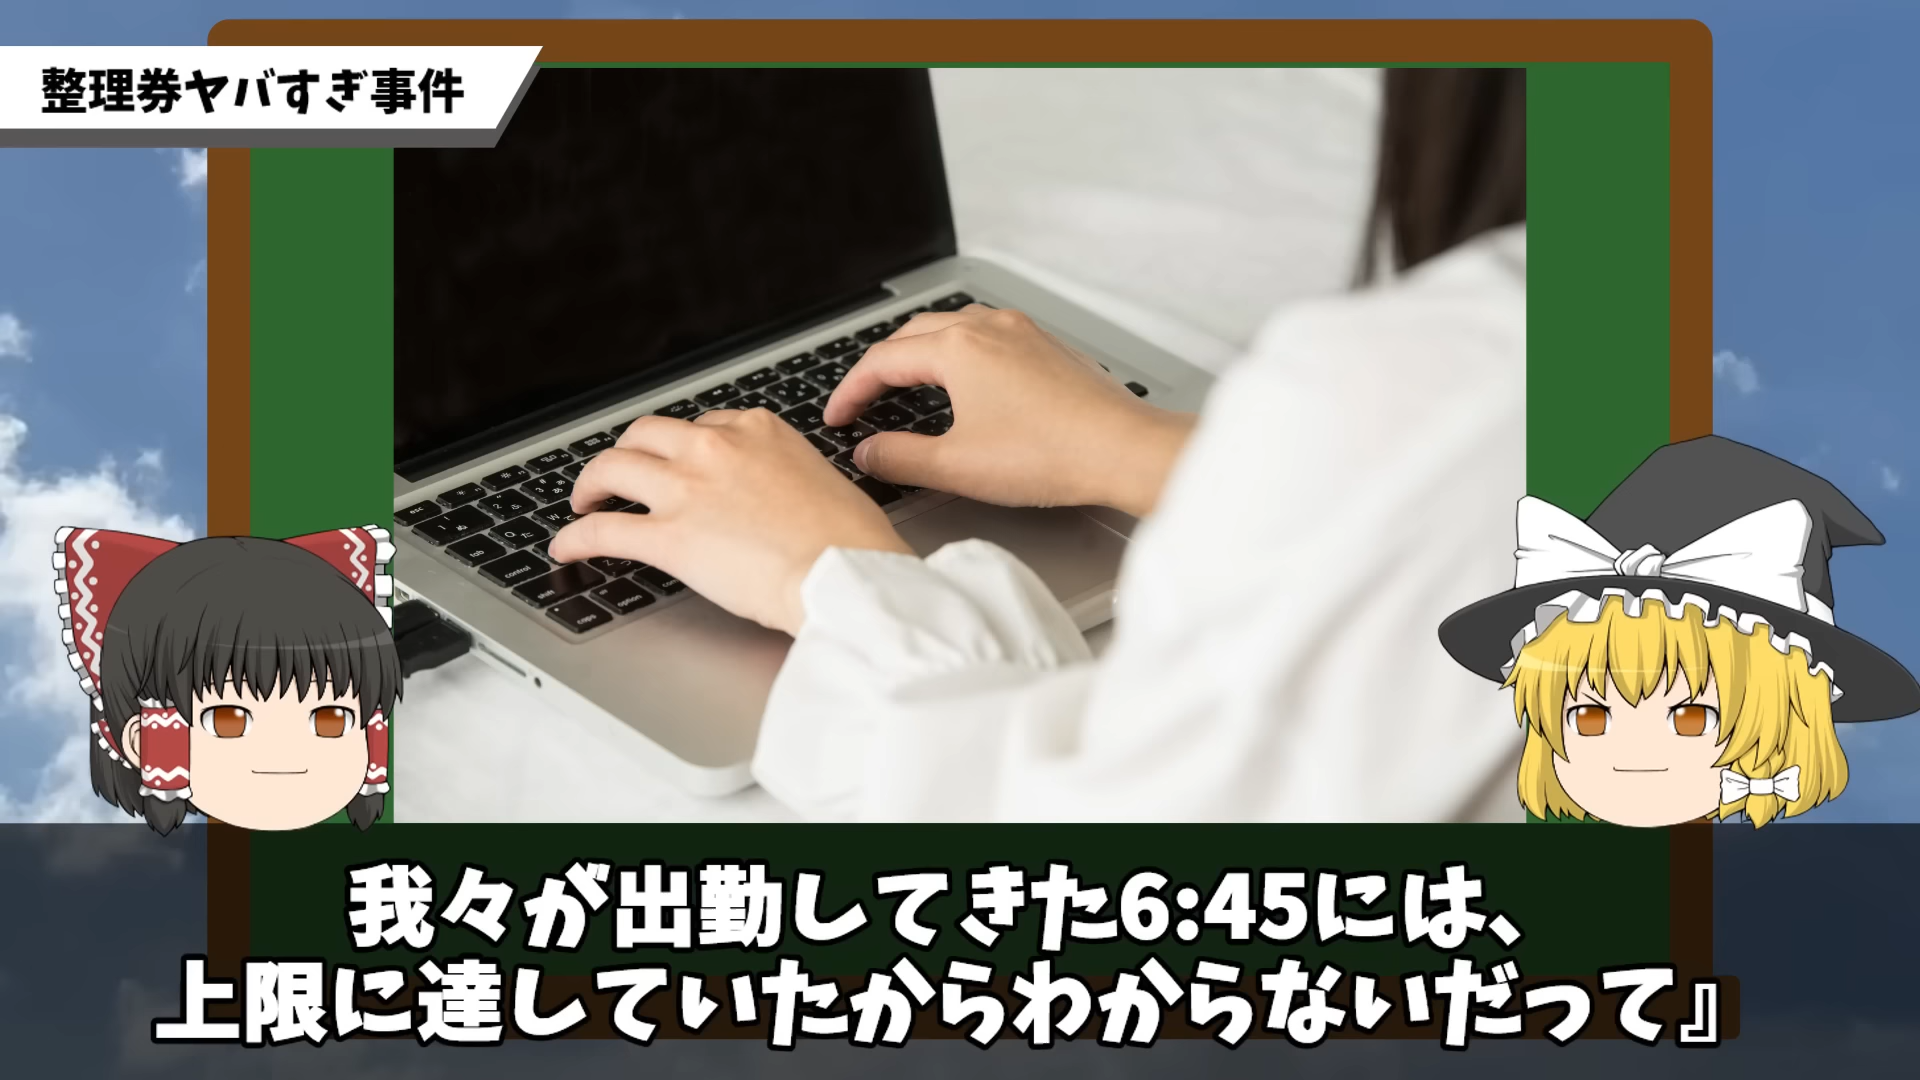 整理券ヤバすぎ事件
我々が出勤してきた6:45には、
上限に達していたからわからないだって』